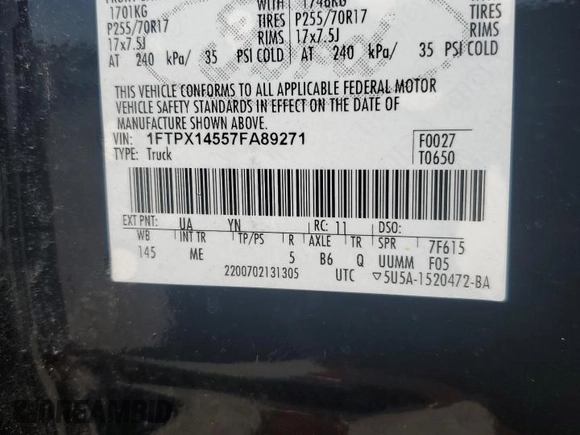 1701KG WITH 1748KG TIRES
P255/70R17 TIRES P255/70R17 RIMS
17x7.5J RIMS 17x7.5J
AT 240 kPa/ 35 PSI COLD AT 240 kPa/ 35 PSI COLD
THIS VEHICLE CONFORMS TO ALL APPLICABLE FEDERAL MOTOR
VEHICLE SAFETY STANDARDS IN EFFECT ON THE DATE OF
MANUFACTURE SHOWN ABOVE.
VIN: 1FTPX14557FA89271 F0027
TYPE: Truck T0650
EXT PNT: UA YN RC: 11 DSO:
WB INT TR TP/PS R AXLE TR SPR 7F615
145 ME 5 B6 Q UUMM F05
2200702131305 UTC ▽5U5A-1520472-BA
DREAMBID